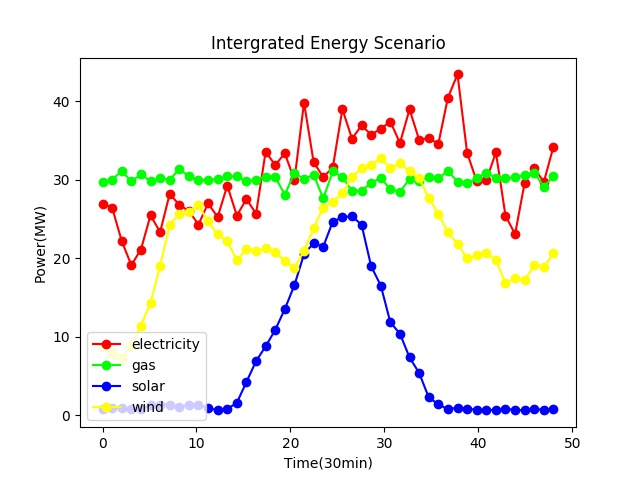 Intergrated Energy Scenario
Power(MW)
40
30
20
10
0
electricity
gas
solar
wind
0 10 20 30 40 50
Time(30min)